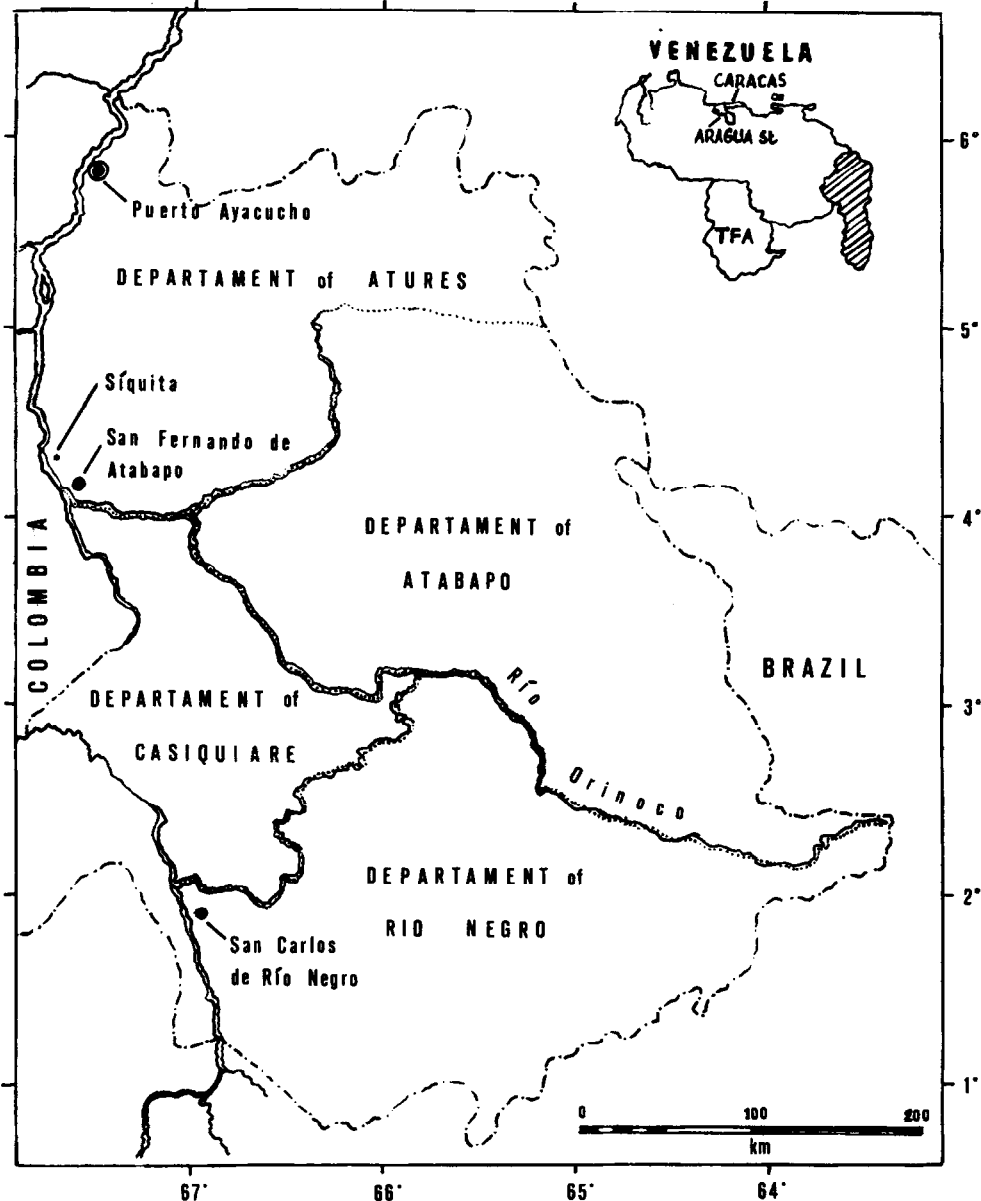 VENEZUELA
CARACAS
ARAGUA St
TFA
6°
Puerto Ayacucho
DEPARTAMENT of ATURES
5°
Síquita
San Fernando de
Atabapo
4°
COLOMBIA
DEPARTAMENT of
ATABAPO
BRAZIL
Río
Orinoco
3°
DEPARTAMENT of
CASIQUIARE
DEPARTAMENT of
RIO NEGRO
2°
San Carlos
de Río Negro
1°
0 100 200
km
67° 66° 65° 64°